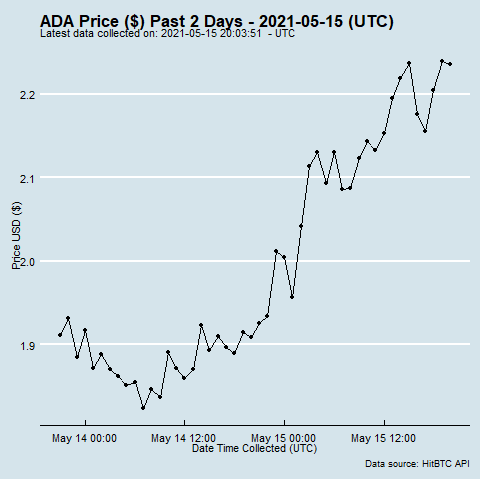 ADA Price ($) Past 2 Days - 2021-05-15 (UTC)
Latest data collected on: 2021-05-15 20:03:51 - UTC
2.2
2.1
2.0
1.9
Price USD ($)
May 14 00:00 May 14 12:00 May 15 00:00 May 15 12:00
Date Time Collected (UTC)
Data source: HitBTC API